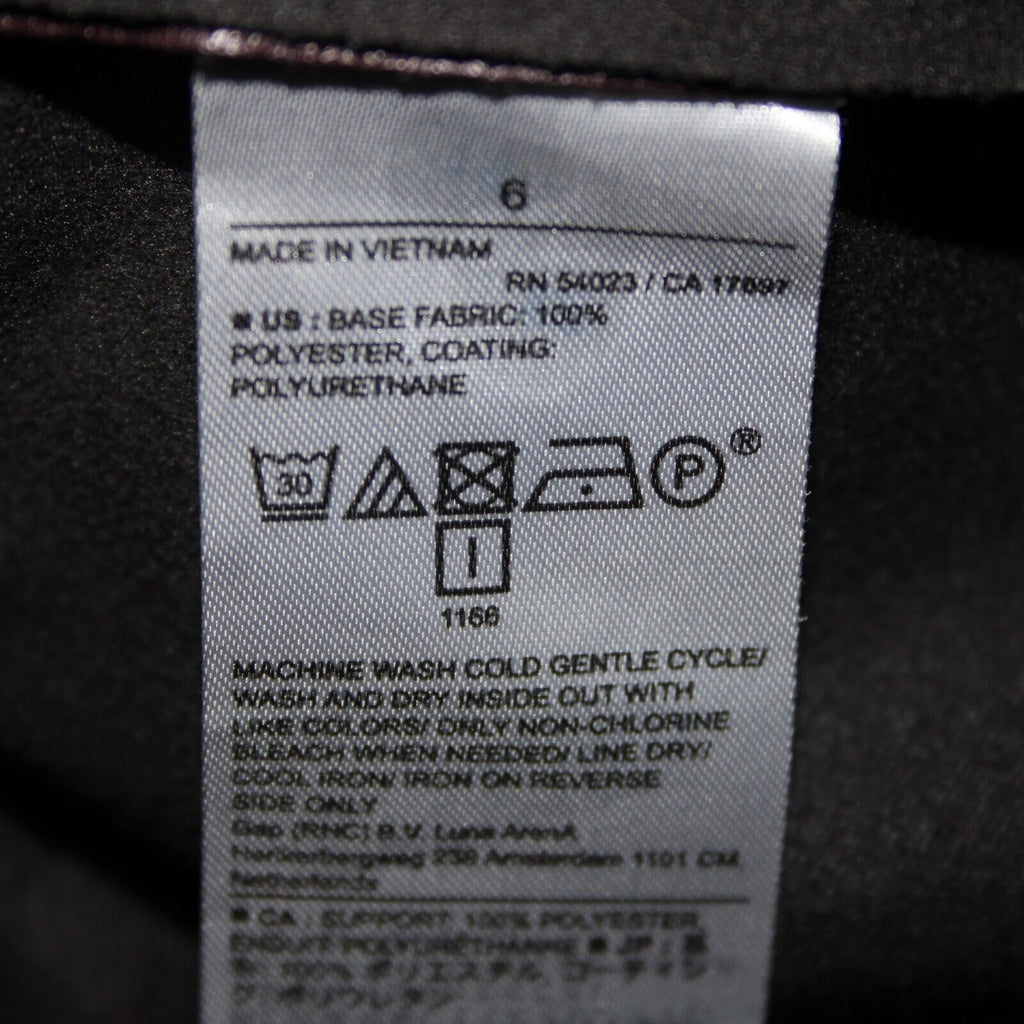 6
MADE IN VIETNAM
RN 54023 / CA 17897
■ US : BASE FABRIC: 100%
POLYESTER, COATING:
POLYURETHANE
30
P ®
1166
MACHINE WASH COLD GENTLE CYCLE/
WASH AND DRY INSIDE OUT WITH
LIKE COLORS/ ONLY NON-CHLORINE
BLEACH WHEN NEEDED/ LINE DRY/
COOL IRON/ IRON ON REVERSE
SIDE ONLY
Gap (RHC) B.V. Luna ArenA
238 Amsterdam 1101 CM
Netherlands
■ CA : SUPPORT 100% POLYESTER,
ENDUIT POLYURÉTHANNE ■ JP :
100% ポリエステル コーティン
グ: ポリウレタン